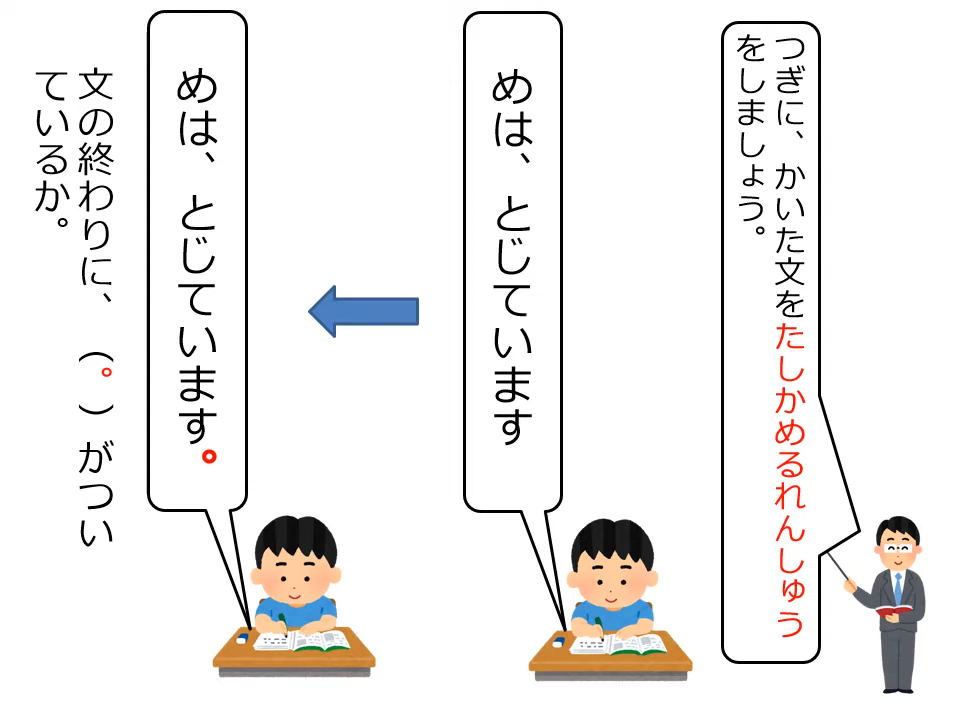 つぎに、かいた文をたしかめるれんしゅう
をしましょう。
めは、とじています
めは、とじています。
文の終わりに、（。）がつい
ているか。